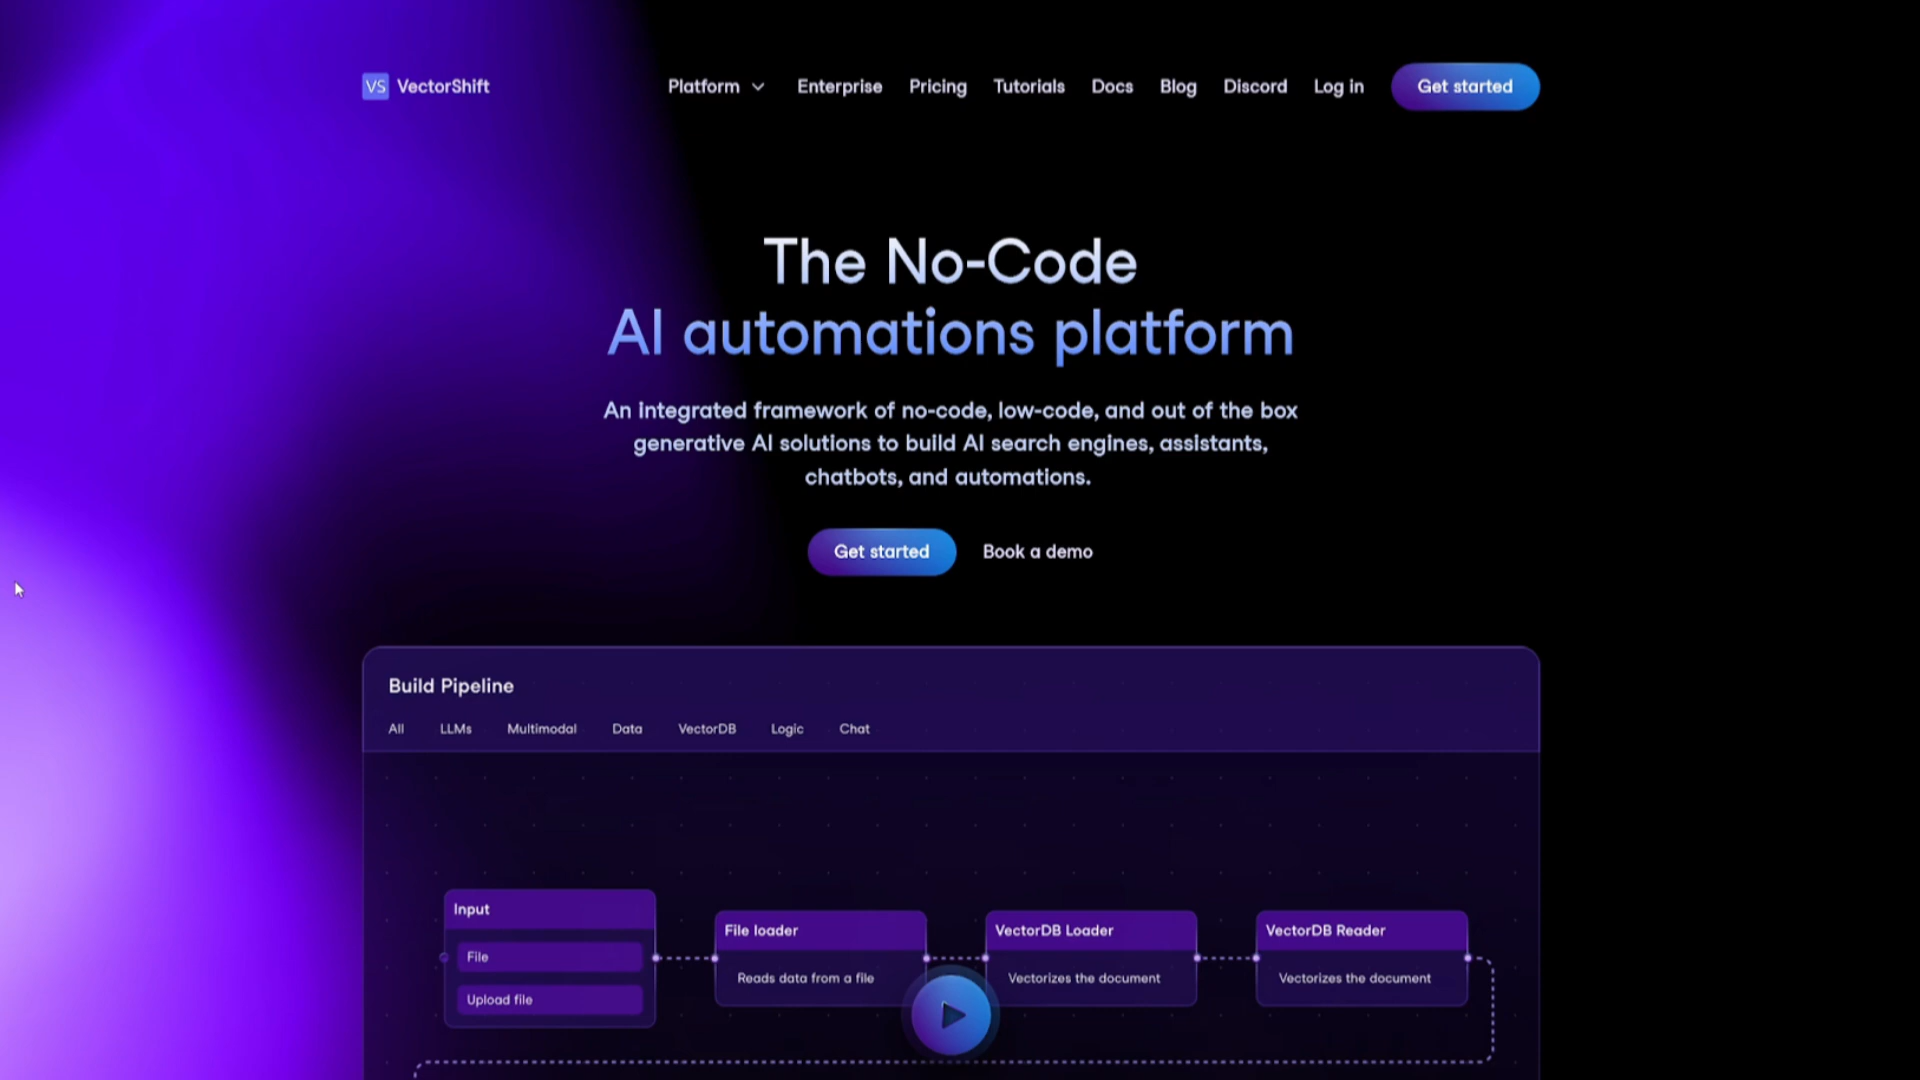 VS VectorShift
Platform Enterprise Pricing Tutorials Docs Blog Discord Log in Get started
The No-Code
AI automations platform
An integrated framework of no-code, low-code, and out of the box
generative AI solutions to build AI search engines, assistants,
chatbots, and automations.
Get started Book a demo
Build Pipeline
All LLMs Multimodal Data VectorDB Logic Chat
Input
File
Upload file
File loader
Reads data from a file
VectorDB Loader
Vectorizes the document
VectorDB Reader
Vectorizes the document